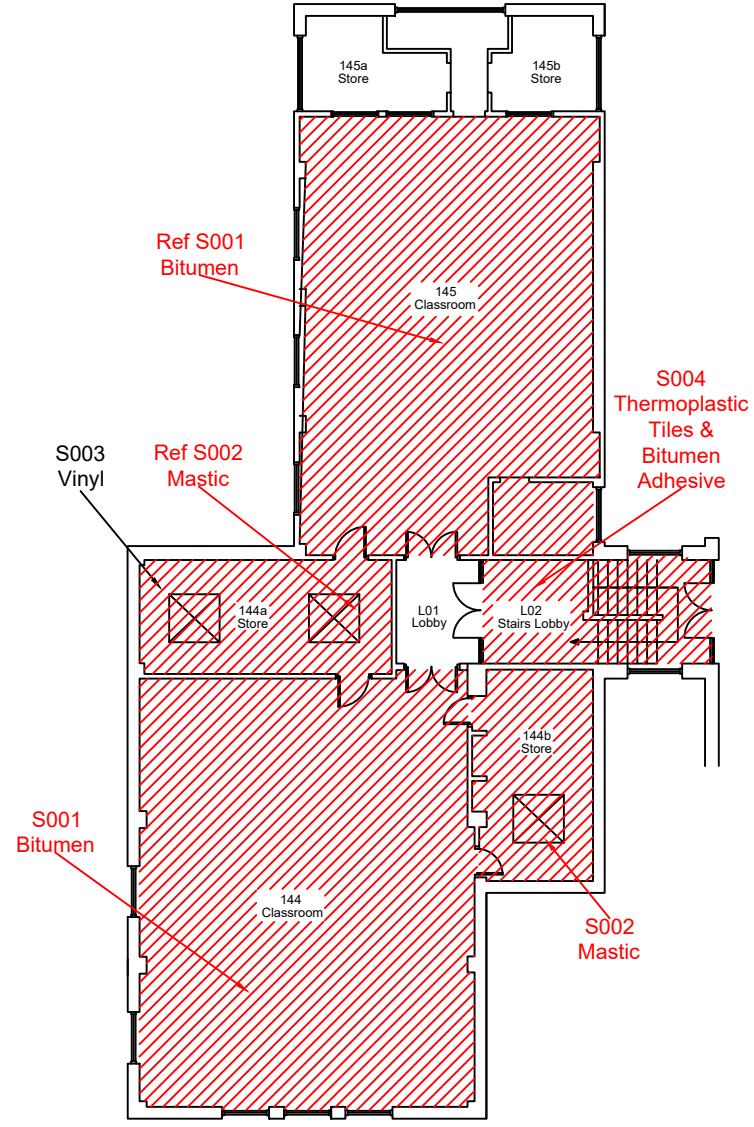 145a
Store
145b
Store
Ref S001
Bitumen
145
Classroom
S004
Thermoplastic
Tiles &
Bitumen
Adhesive
S003
Vinyl
Ref S002
Mastic
144a
Store
L01
Lobby
L02
Stairs Lobby
144b
Store
S001
Bitumen
144
Classroom
S002
Mastic